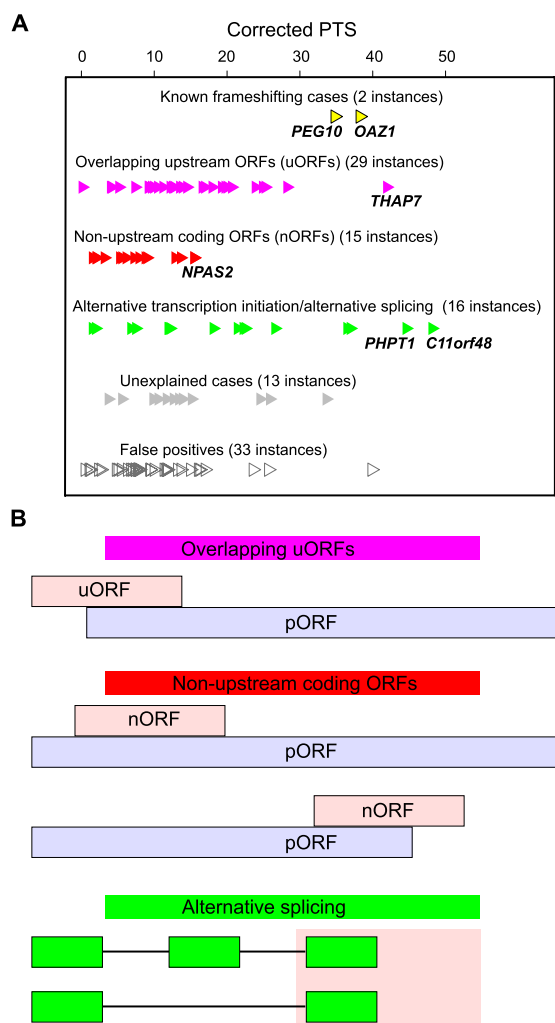 A
Corrected PTS
0 10 20 30 40 50
Known frameshifting cases (2 instances)
PEG10 OAZ1
Overlapping upstream ORFs (uORFs) (29 instances)
THAP7
Non-upstream coding ORFs (nORFs) (15 instances)
NPAS2
Alternative transcription initiation/alternative splicing (16 instances)
PHPT1 C11orf48
Unexplained cases (13 instances)
False positives (33 instances)
B
Overlapping uORFs
uORF
pORF
Non-upstream coding ORFs
nORF
pORF
nORF
pORF
Alternative splicing